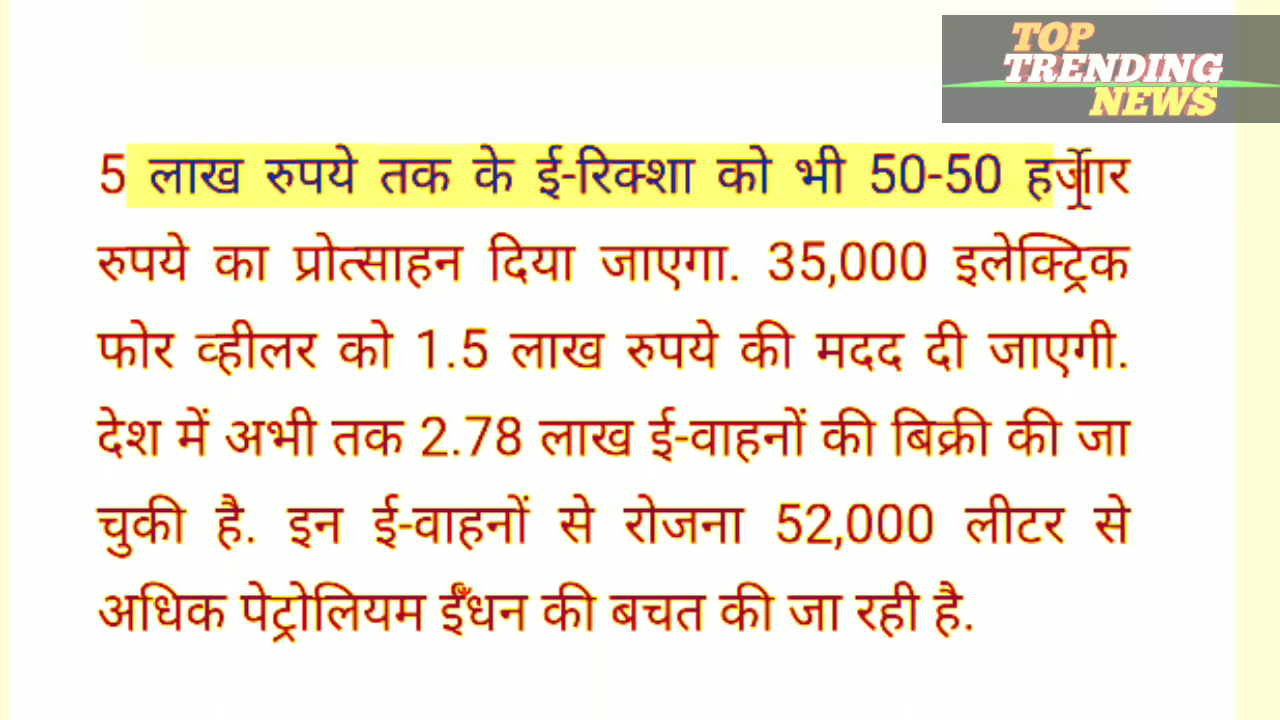 TOP
TRENDING
NEWS
5 लाख रुपये तक के ई-रिक्शा को भी 50-50 हजार
रुपये का प्रोत्साहन दिया जाएगा. 35,000 इलेक्ट्रिक
फोर व्हीलर को 1.5 लाख रुपये की मदद दी जाएगी.
देश में अभी तक 2.78 लाख ई-वाहनों की बिक्री की जा
चुकी है. इन ई-वाहनों से रोजना 52,000 लीटर से
अधिक पेट्रोलियम ईंधन की बचत की जा रही है.